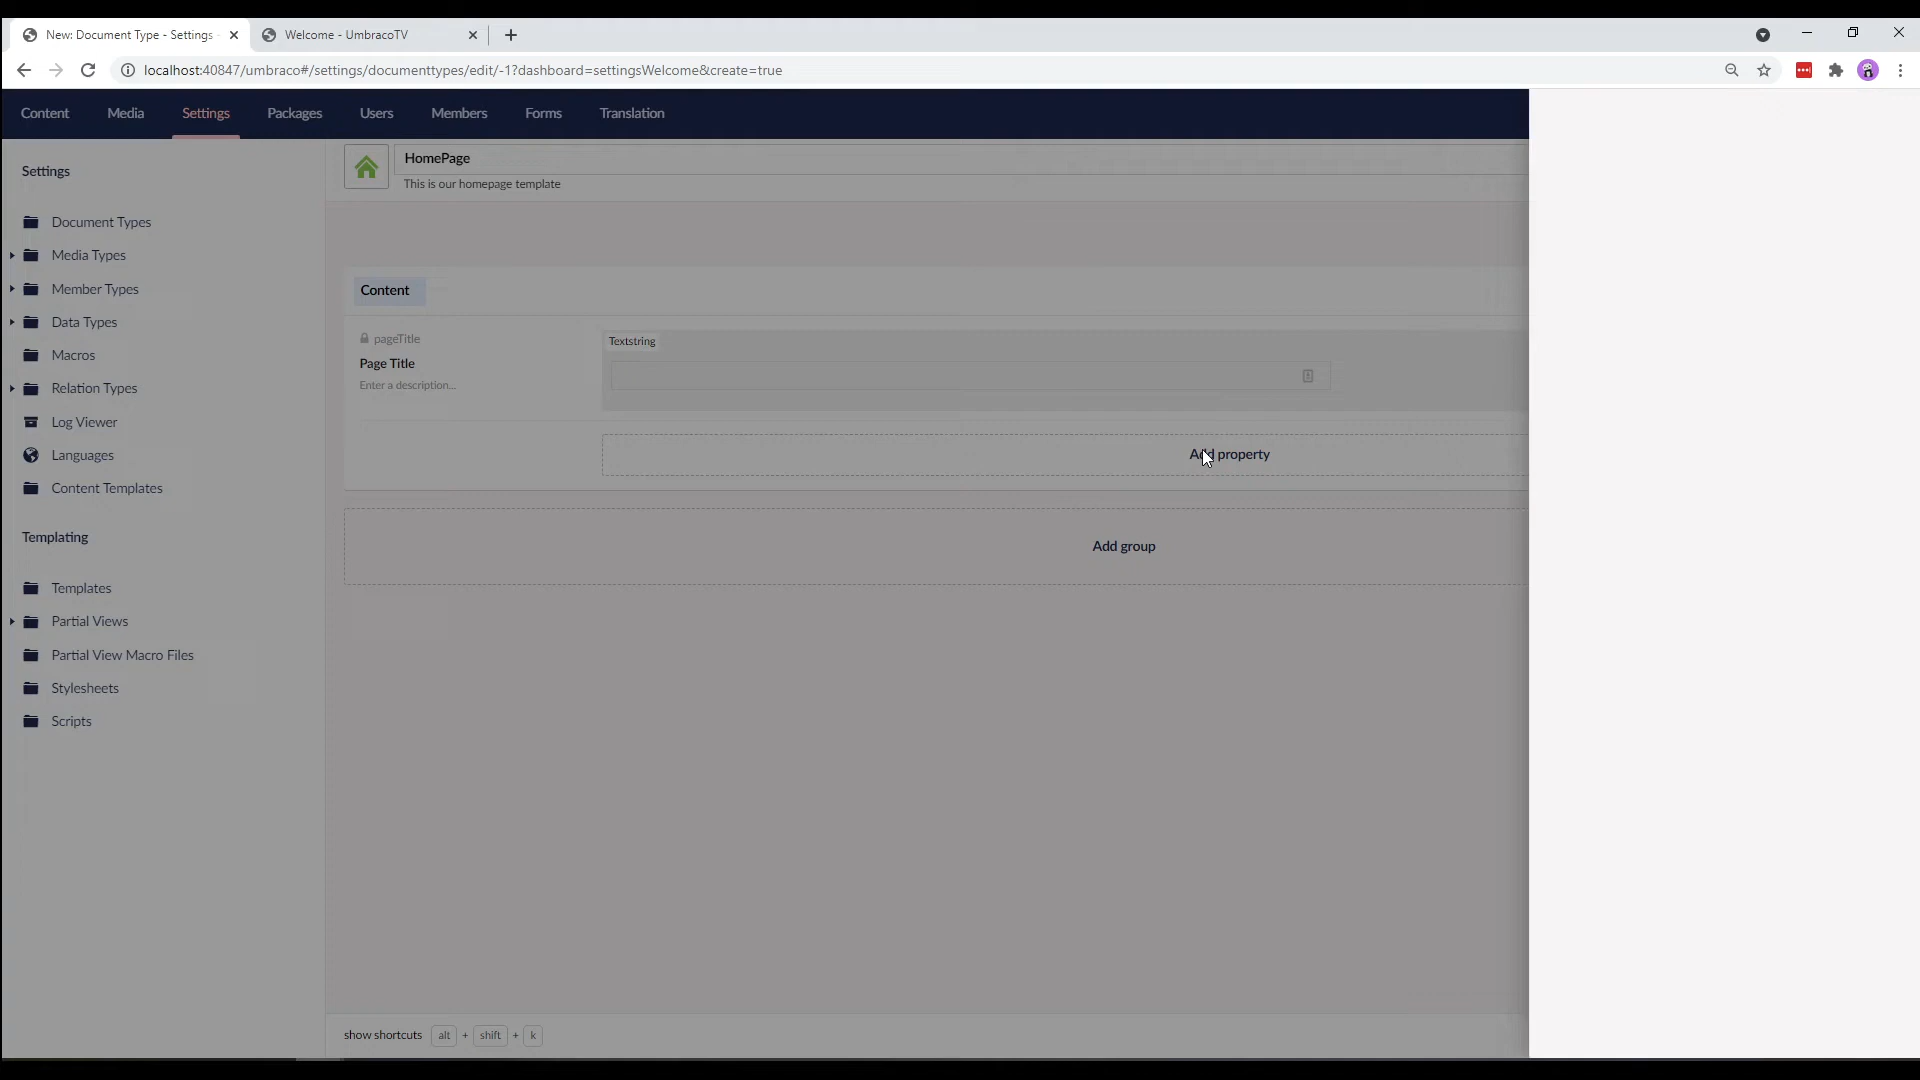 New: Document Type - Settings
Welcome - UmbracoTV
localhost:40847/umbraco#/settings/documenttypes/edit/-1?dashboard=settingsWelcome&create=true
Content
Media
Settings
Packages
Users
Members
Forms
Translation
Settings
Document Types
Media Types
Member Types
Data Types
Macros
Relation Types
Log Viewer
Languages
Content Templates
Templating
Templates
Partial Views
Partial View Macro Files
Stylesheets
Scripts
HomePage
This is our homepage template
Content
pageTitle
Page Title
Enter a description...
Textstring
Add property
Add group
show shortcuts alt + shift + k